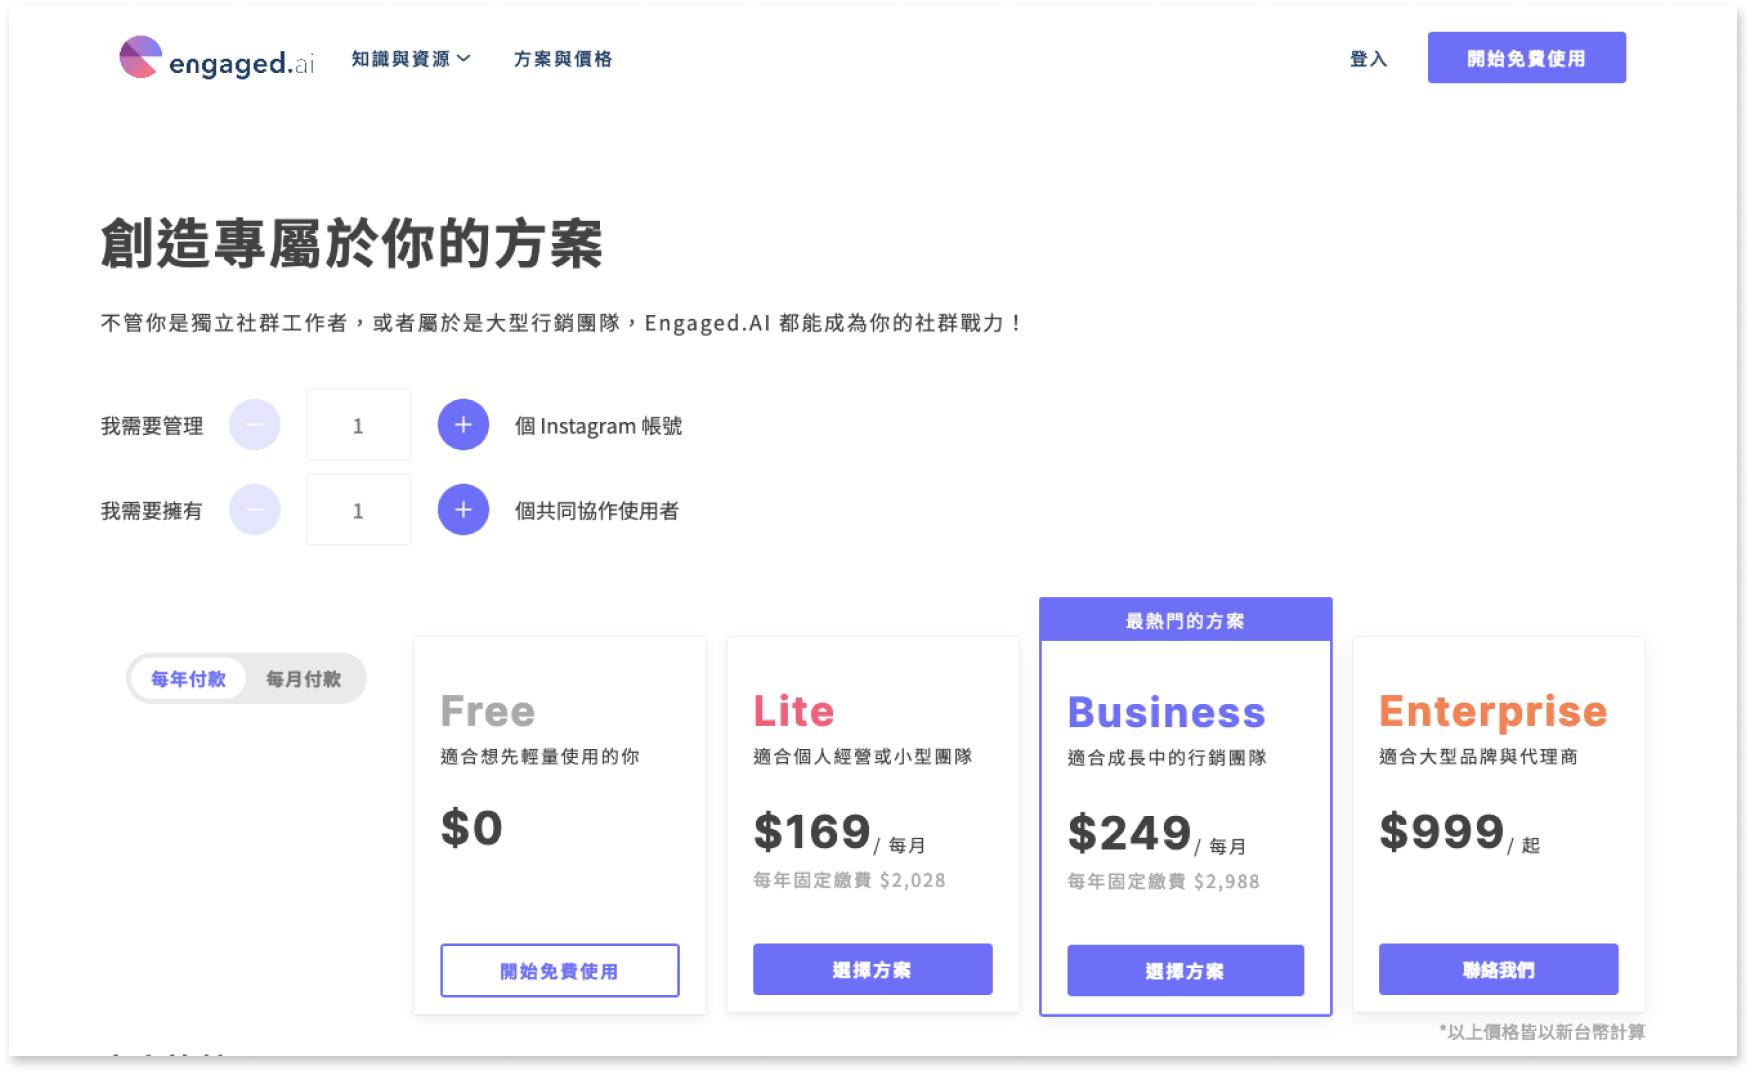 engaged.ai
知識與資源
方案與價格
登入
開始免費使用
創造專屬於你的方案
不管你是獨立社群工作者，或者屬於是大型行銷團隊，Engaged.AI 都能成為你的社群戰力！
我需要管理 − 1 + 個 Instagram 帳號
我需要擁有 − 1 + 個共同協作使用者
每年付款 每月付款
Free
適合想先輕量使用的你
$0
開始免費使用
Lite
適合個人經營或小型團隊
$169 / 每月
每年固定繳費 $2,028
選擇方案
最熱門的方案
Business
適合成長中的行銷團隊
$249 / 每月
每年固定繳費 $2,988
選擇方案
Enterprise
適合大型品牌與代理商
$999 / 起
聯絡我們
*以上價格皆以新台幣計算